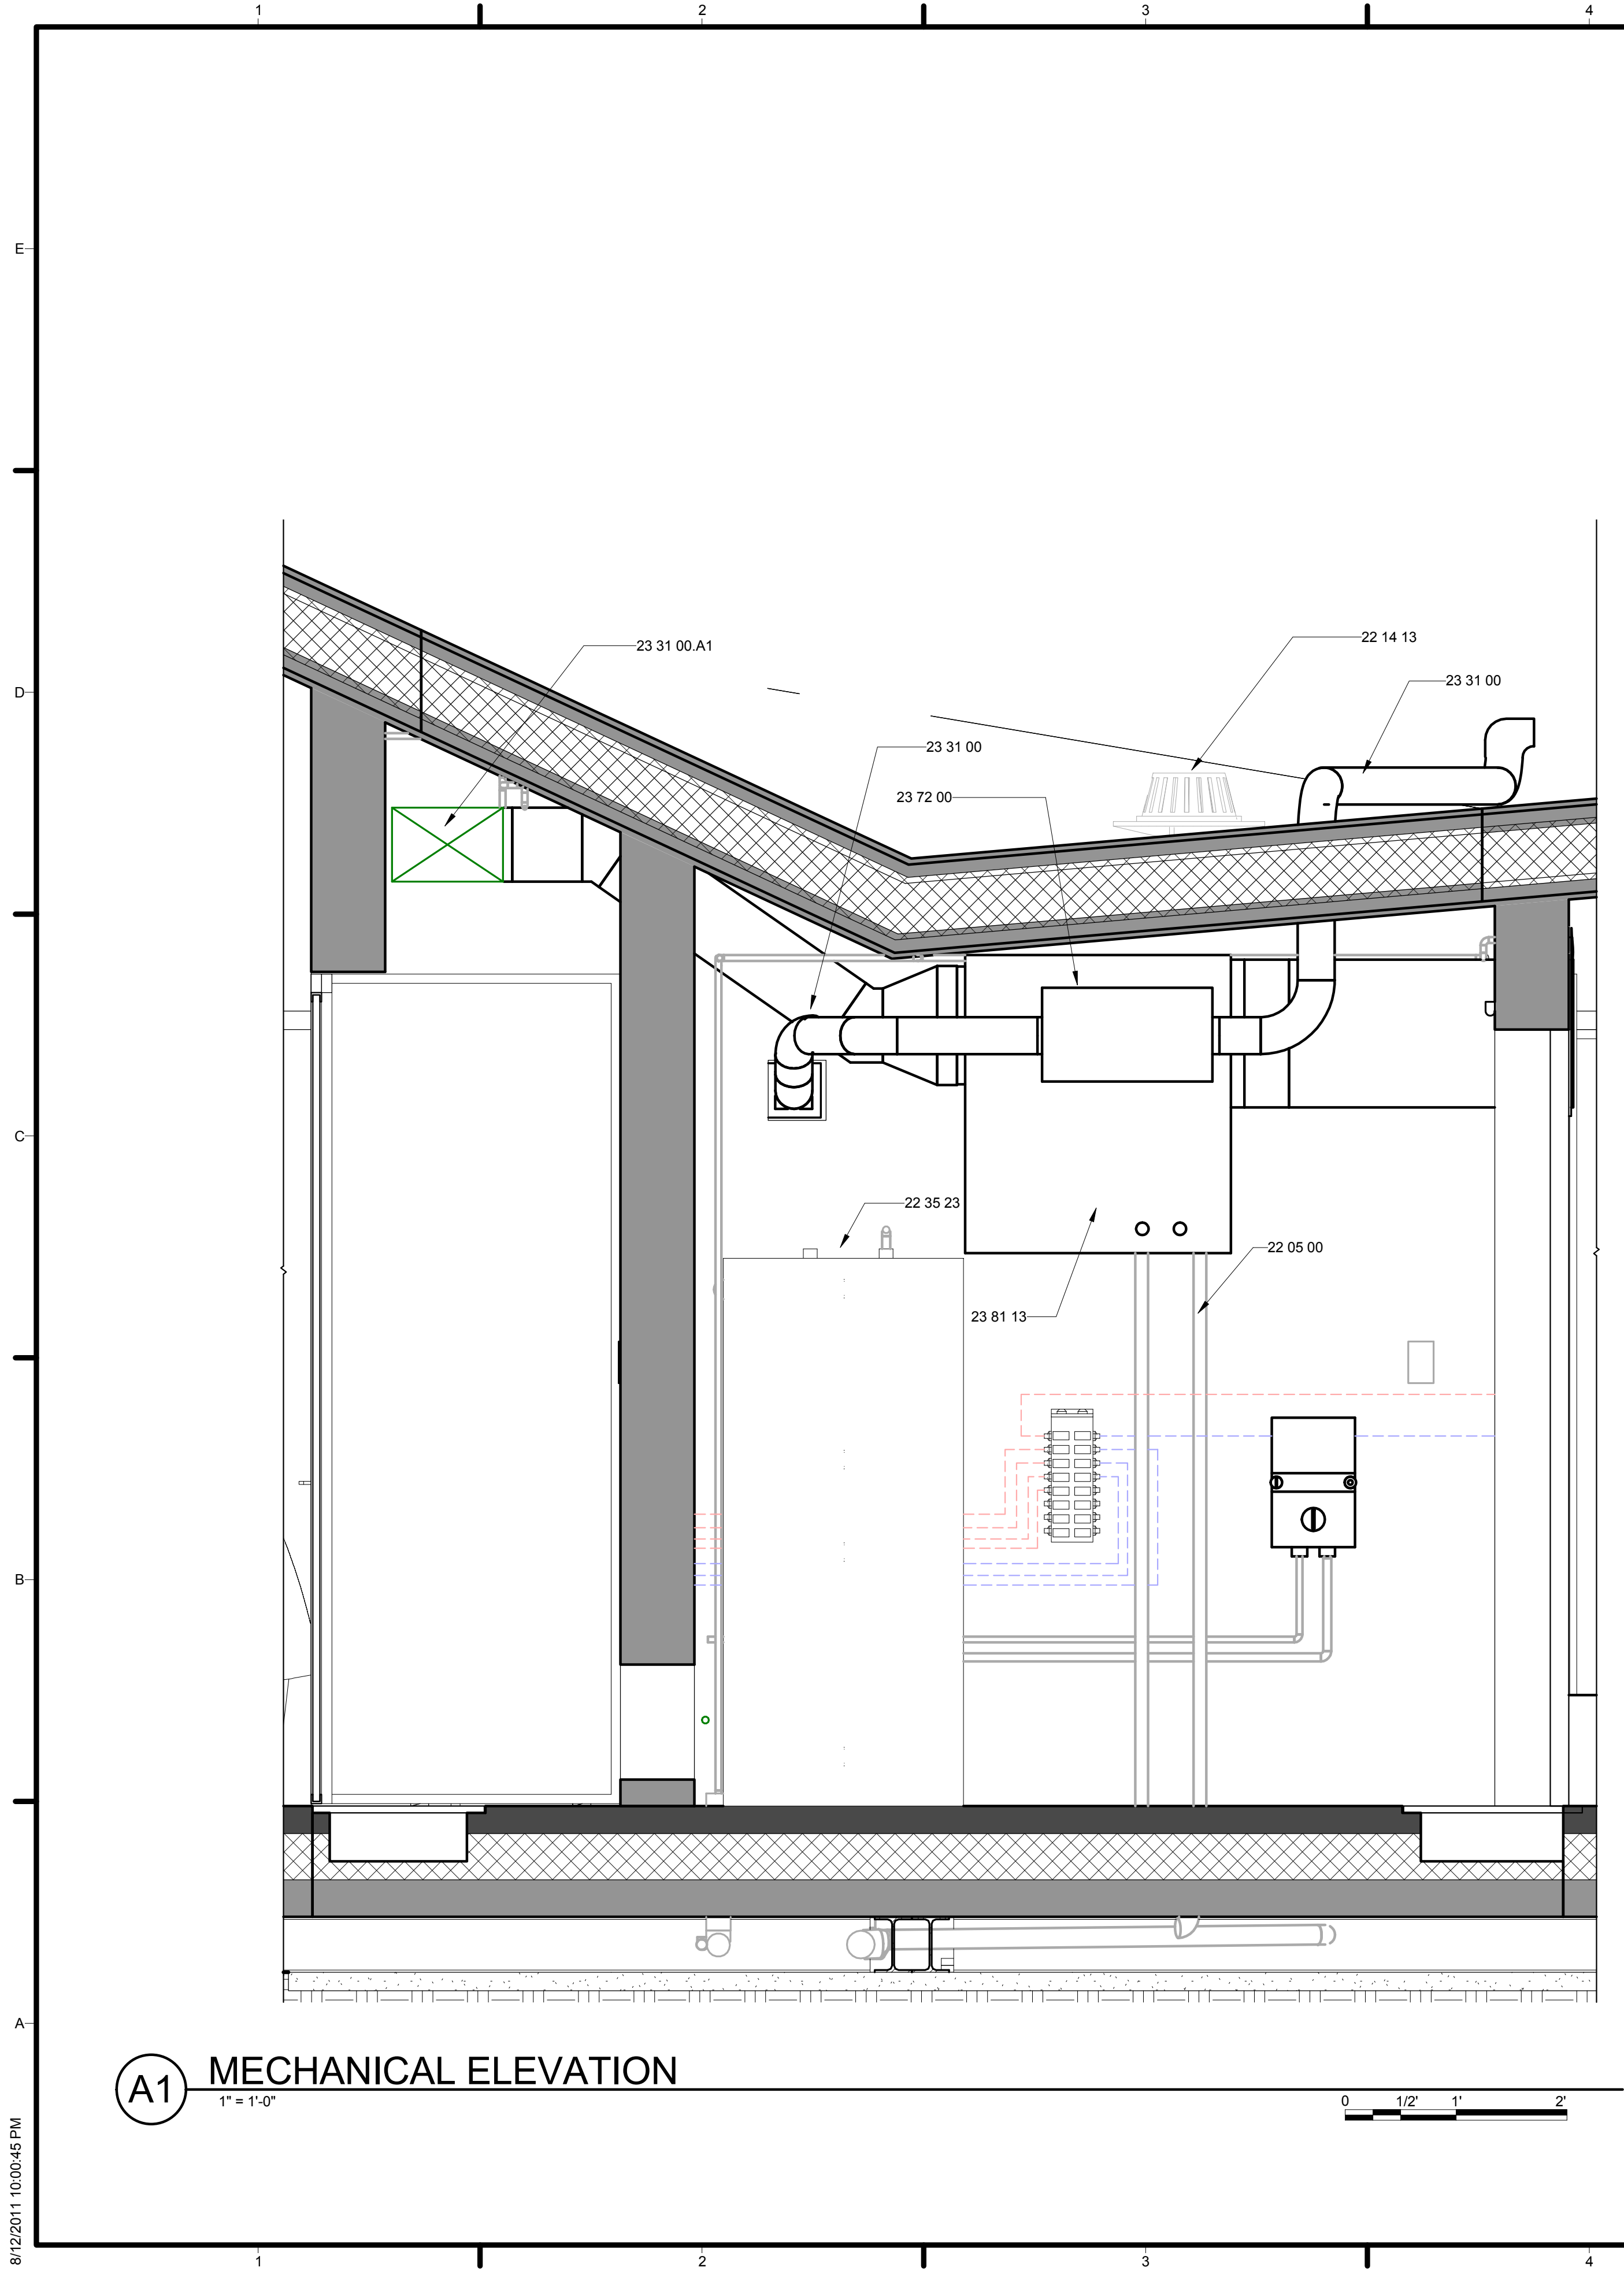 1 2 3 4
E
23 31 00.A1
22 14 13
23 31 00
D
23 31 00
23 72 00
C
22 35 23
22 05 00
23 81 13
B
A
A1 MECHANICAL ELEVATION
1" = 1'-0"
0 1/2' 1' 2'
8/12/2011 10:00:45 PM
1 2 3 4